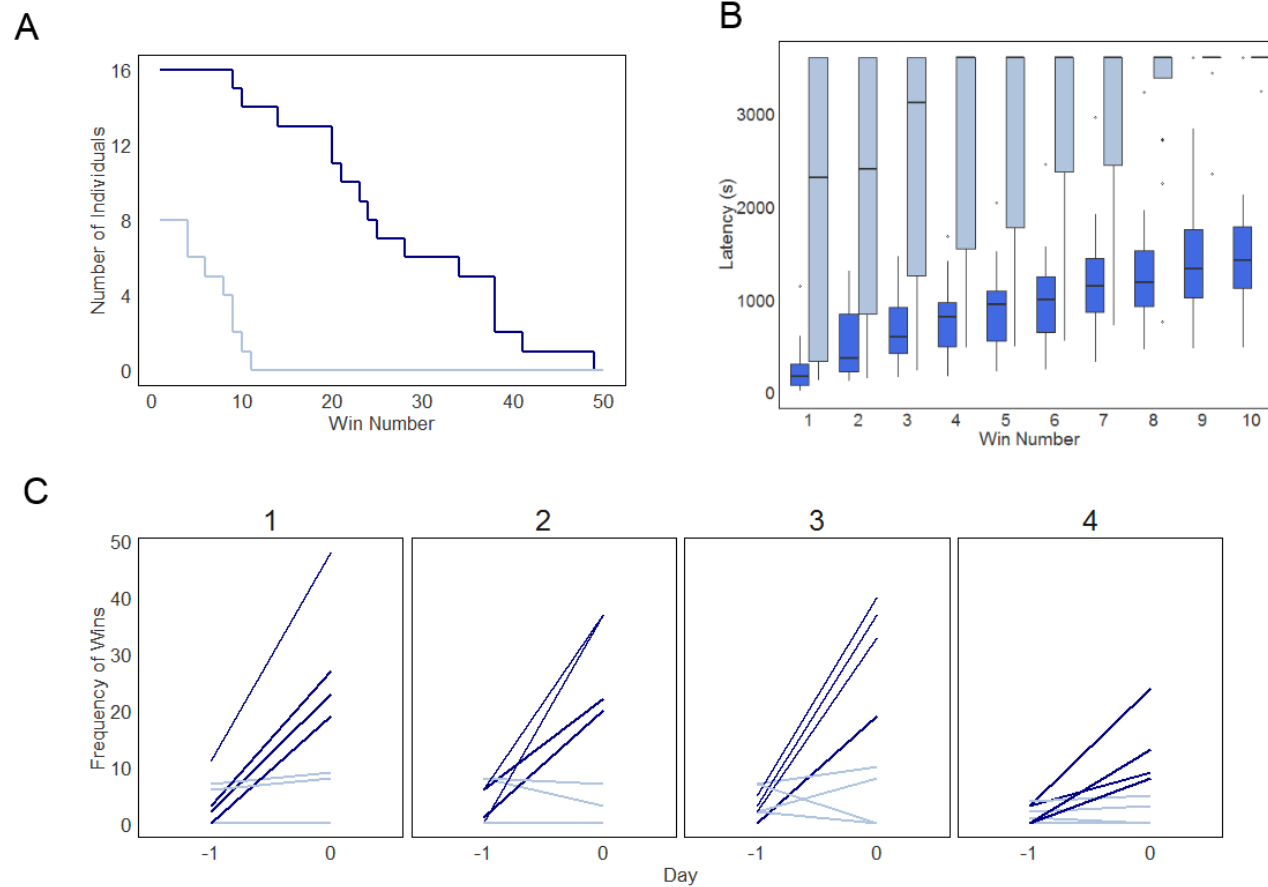 A
16
12
8
4
0
Number of Individuals
0 10 20 30 40 50
Win Number
B
3000
2000
1000
0
Latency (s)
1 2 3 4 5 6 7 8 9 10
Win Number
C
1 2 3 4
50
40
30
20
10
0
Frequency of Wins
-1 0 -1 0 -1 0 -1 0
Day